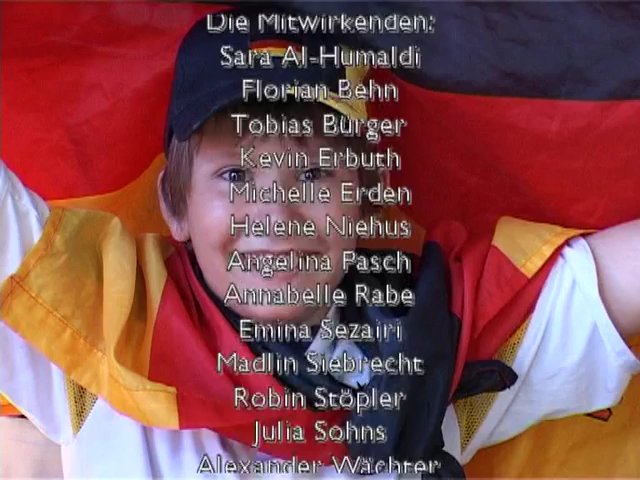 Die Mitwirkenden:
Sara Al-Humaldi
Florian Behn
Tobias Bürger
Kevin Erbuth
Michelle Erden
Helene Niehus
Angelina Pasch
Annabelle Rabe
Emina Sezairi
Madlin Siebrecht
Robin Stöpler
Julia Sohns
Alexander Wächter